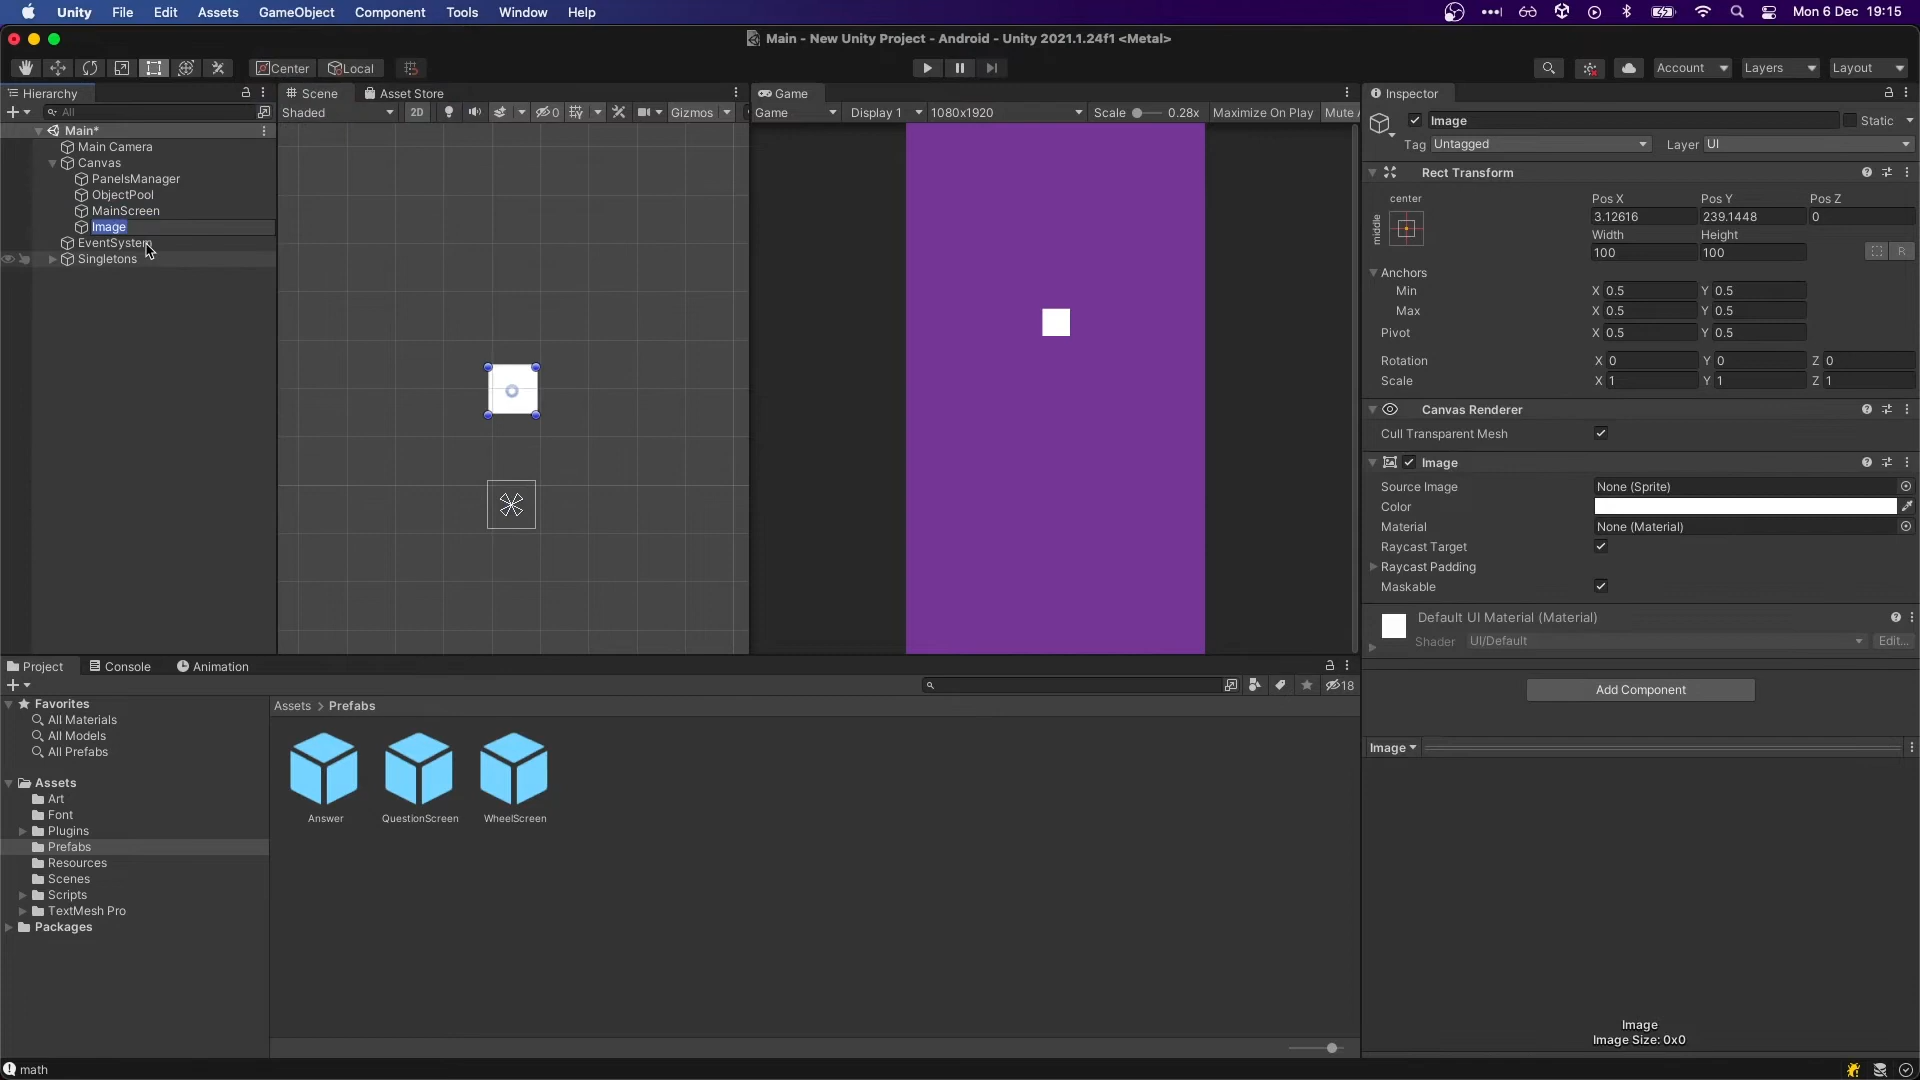 Unity File Edit Assets GameObject Component Tools Window Help Mon 6 Dec 19:15
Main - New Unity Project - Android - Unity 2021.1.24f1 <Metal>
Center Local Account Layers Layout
Hierarchy
All
Main*
Main Camera
Canvas
PanelsManager
ObjectPool
MainScreen
Image
EventSystem
Singletons
Scene Asset Store
Shaded 2D 0 Gizmos
Game
Game Display 1 1080x1920 Scale 0.28x Maximize On Play Mute A
Inspector
Image Static
Tag Untagged Layer UI
Rect Transform
center Pos X Pos Y Pos Z
middle 3.12616 239.1448 0
Width Height
100 100 R
Anchors
Min X 0.5 Y 0.5
Max X 0.5 Y 0.5
Pivot X 0.5 Y 0.5
Rotation X 0 Y 0 Z 0
Scale X 1 Y 1 Z 1
Canvas Renderer
Cull Transparent Mesh
Image
Source Image None (Sprite)
Color
Material None (Material)
Raycast Target
Raycast Padding
Maskable
Default UI Material (Material)
Shader UI/Default Edit...
Add Component
Image
Image
Image Size: 0x0
Project Console Animation
18
Favorites
All Materials
All Models
All Prefabs
Assets
Art
Font
Plugins
Prefabs
Resources
Scenes
Scripts
TextMesh Pro
Packages
Assets > Prefabs
Answer QuestionScreen WheelScreen
math